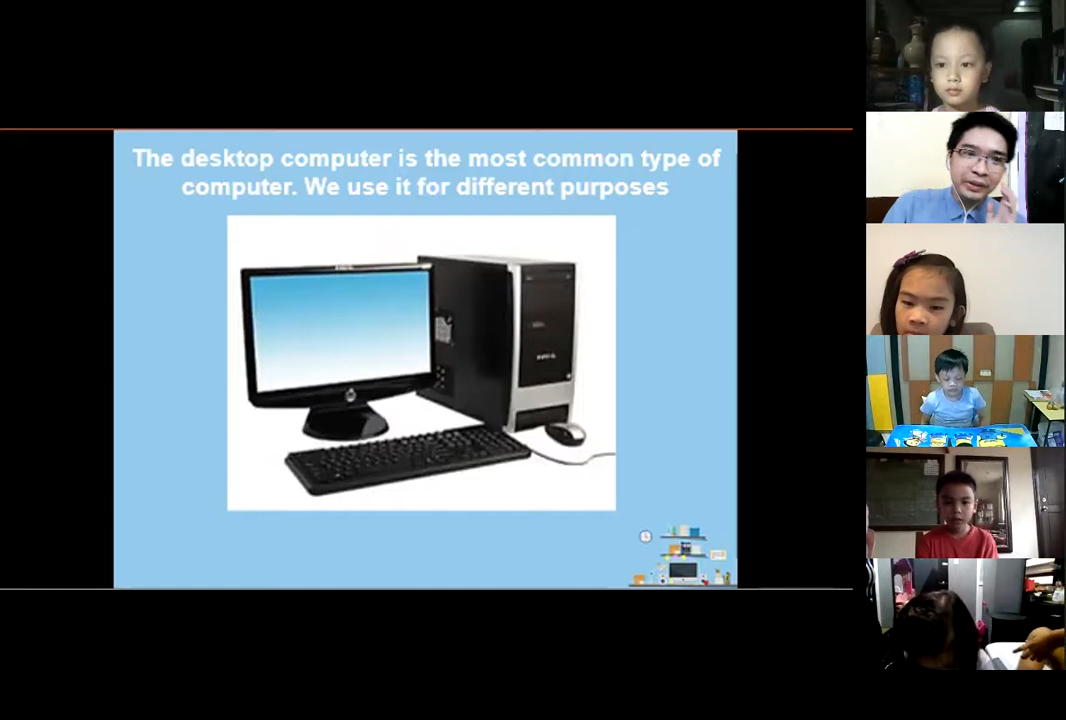 The desktop computer is the most common type of
computer. We use it for different purposes